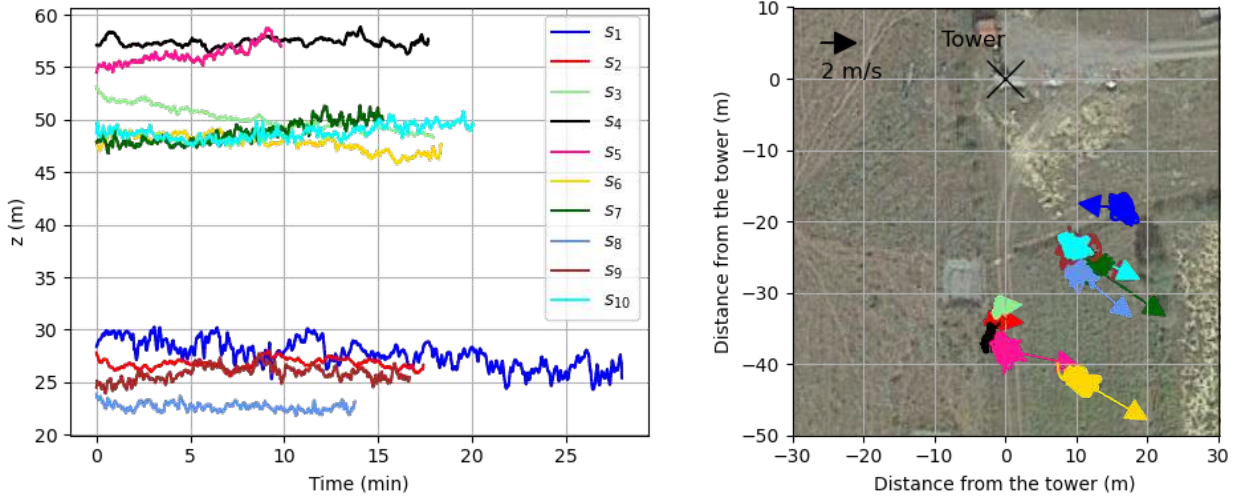 60
55
50
45
40
35
30
25
20
z (m)
0
5
10
15
20
25
Time (min)
s1
s2
s3
s4
s5
s6
s7
s8
s9
s10
10
0
−10
−20
−30
−40
−50
Distance from the tower (m)
Tower
2 m/s
−30
−20
−10
0
10
20
30
Distance from the tower (m)